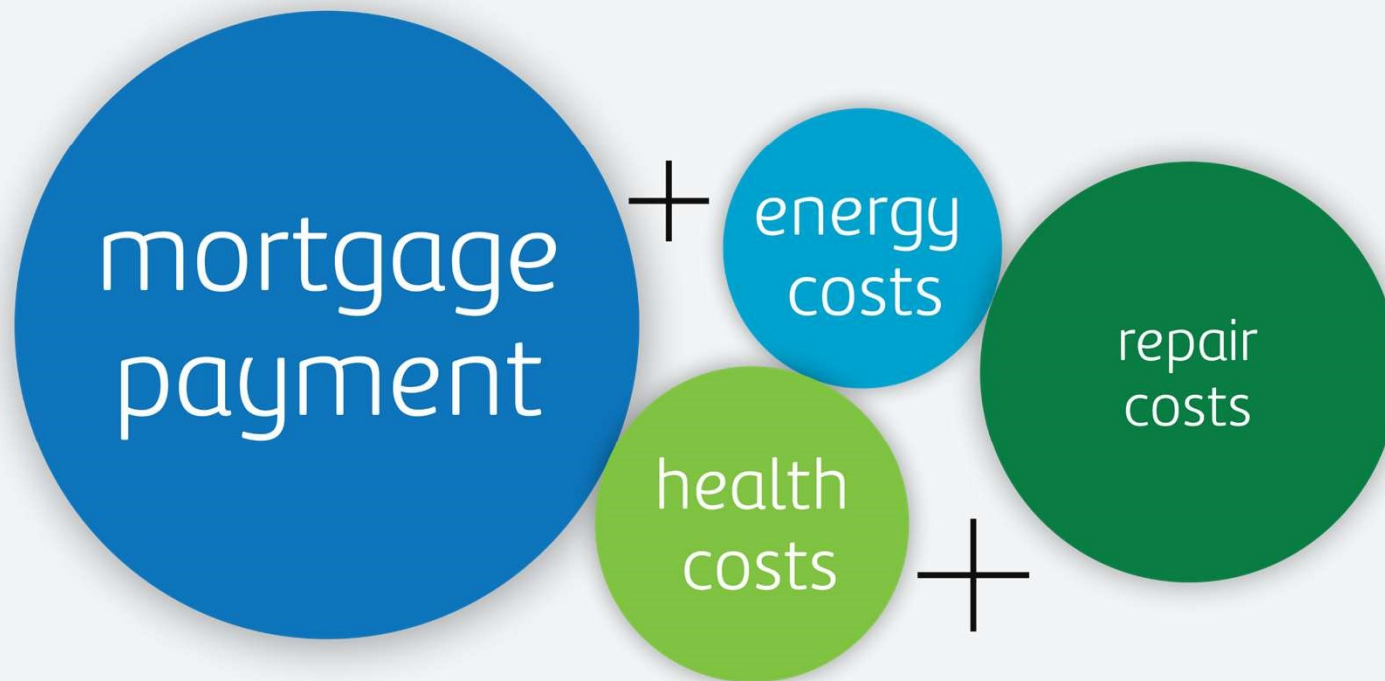 mortgage
payment
+
energy
costs
health
costs
+
repair
costs